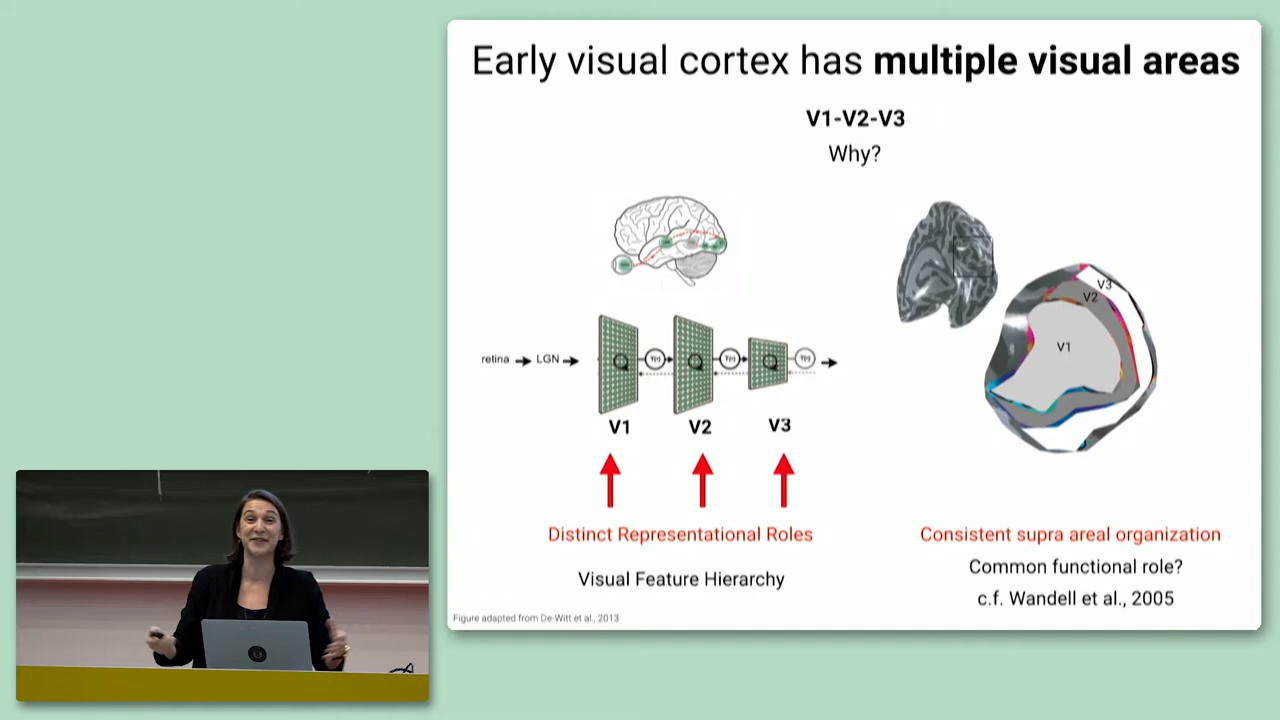 Early visual cortex has multiple visual areas
V1-V2-V3
Why?
V3
V2
V1
retina
LGN
T(•)
T(•)
T(•)
V1
V2
V3
Distinct Representational Roles
Visual Feature Hierarchy
Consistent supra areal organization
Common functional role?
c.f. Wandell et al., 2005
Figure adapted from De-Witt et al., 2013